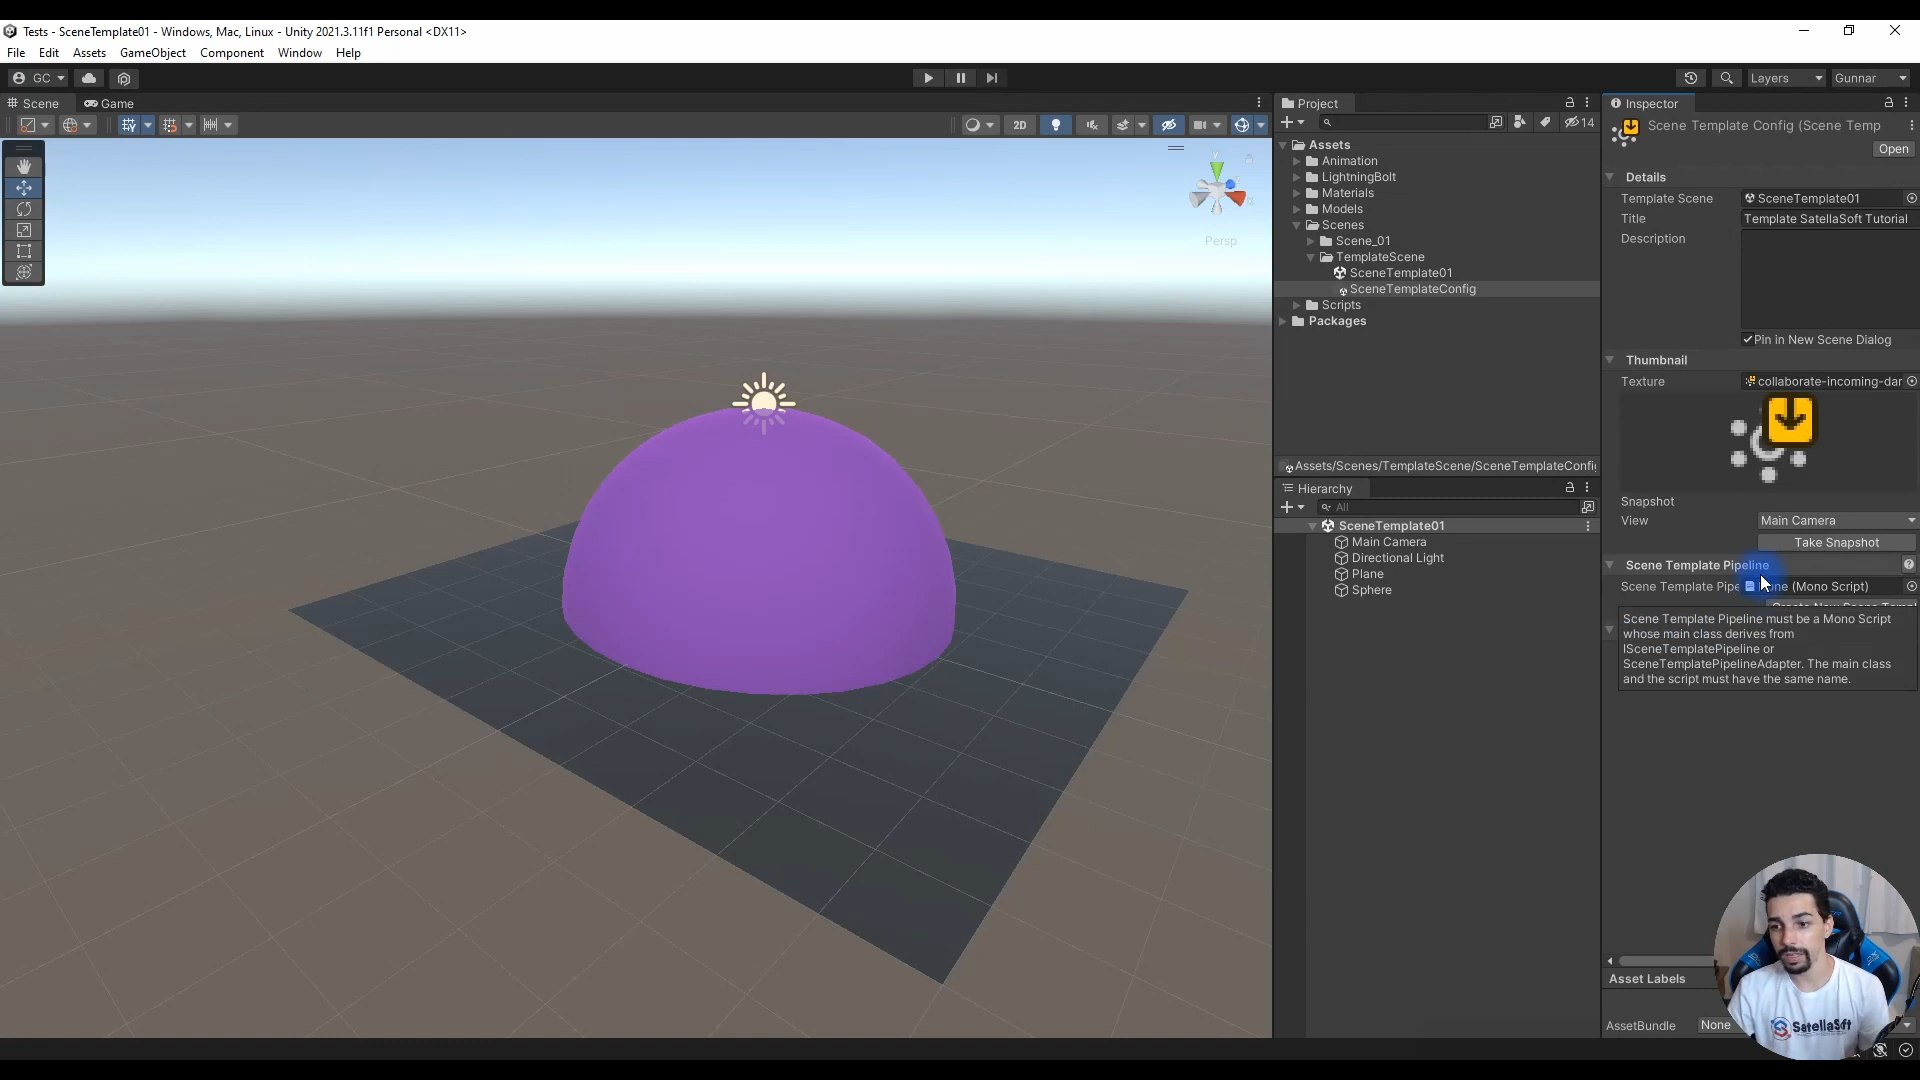 Tests - SceneTemplate01 - Windows, Mac, Linux - Unity 2021.3.11f1 Personal <DX11>
File Edit Assets GameObject Component Window Help
GC
Layers
Gunnar
Scene
Game
2D
y
Persp
Project
14
Assets
Animation
LightningBolt
Materials
Models
Scenes
Scene_01
TemplateScene
SceneTemplate01
SceneTemplateConfig
Scripts
Packages
Assets/Scenes/TemplateScene/SceneTemplateConfi
Hierarchy
All
SceneTemplate01
Main Camera
Directional Light
Plane
Sphere
Inspector
Scene Template Config (Scene Temp
Open
Details
Template Scene SceneTemplate01
Title Template SatellaSoft Tutorial
Description
Pin in New Scene Dialog
Thumbnail
Texture collaborate-incoming-dar
Snapshot
View Main Camera
Take Snapshot
Scene Template Pipeline
Scene Template Pipe (Mono Script)
Scene Template Pipeline must be a Mono Script
whose main class derives from
ISceneTemplatePipeline or
SceneTemplatePipelineAdapter. The main class
and the script must have the same name.
Asset Labels
AssetBundle None
SatellaSoft